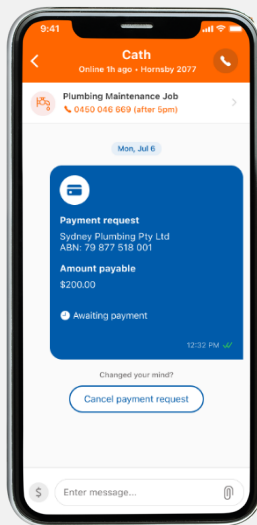 9:41
Cath
Online 1h ago • Hornsby 2077
Plumbing Maintenance Job
0450 046 669 (after 5pm)
Mon, Jul 6
Payment request
Sydney Plumbing Pty Ltd
ABN: 79 877 518 001
Amount payable
$200.00
Awaiting payment
12:32 PM
Changed your mind?
Cancel payment request
$ Enter message...